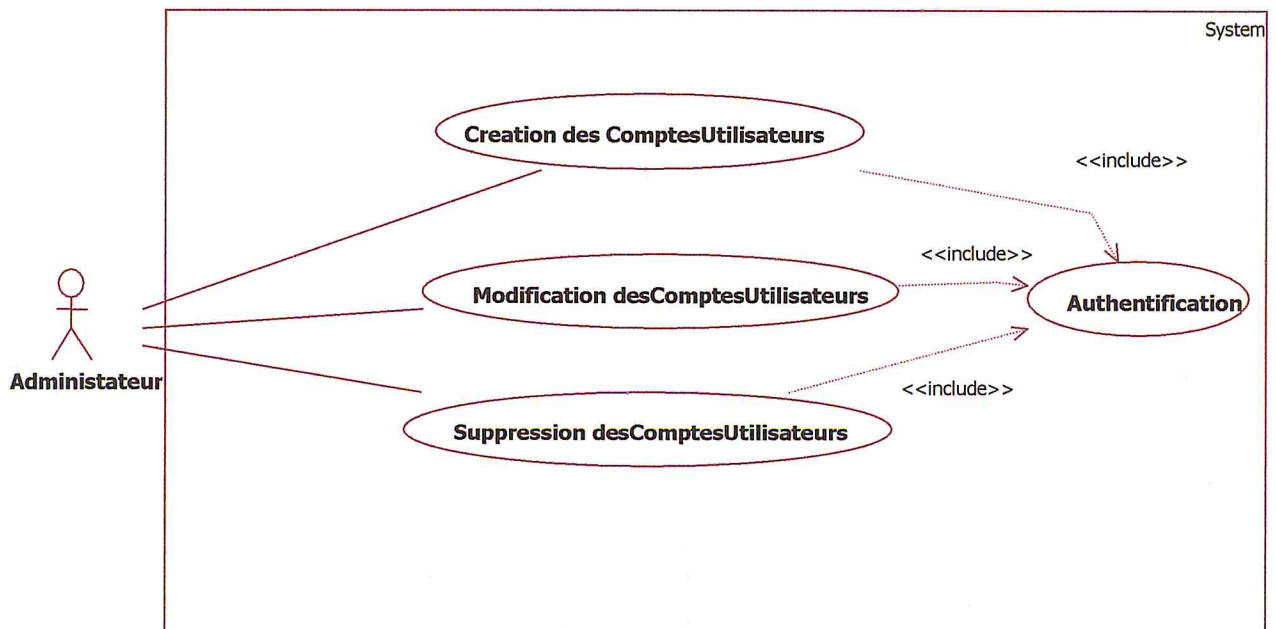 System
Creation des ComptesUtilisateurs
<<include>>
<<include>>
Modification desComptesUtilisateurs
Authentification
Administateur
<<include>>
Suppression desComptesUtilisateurs